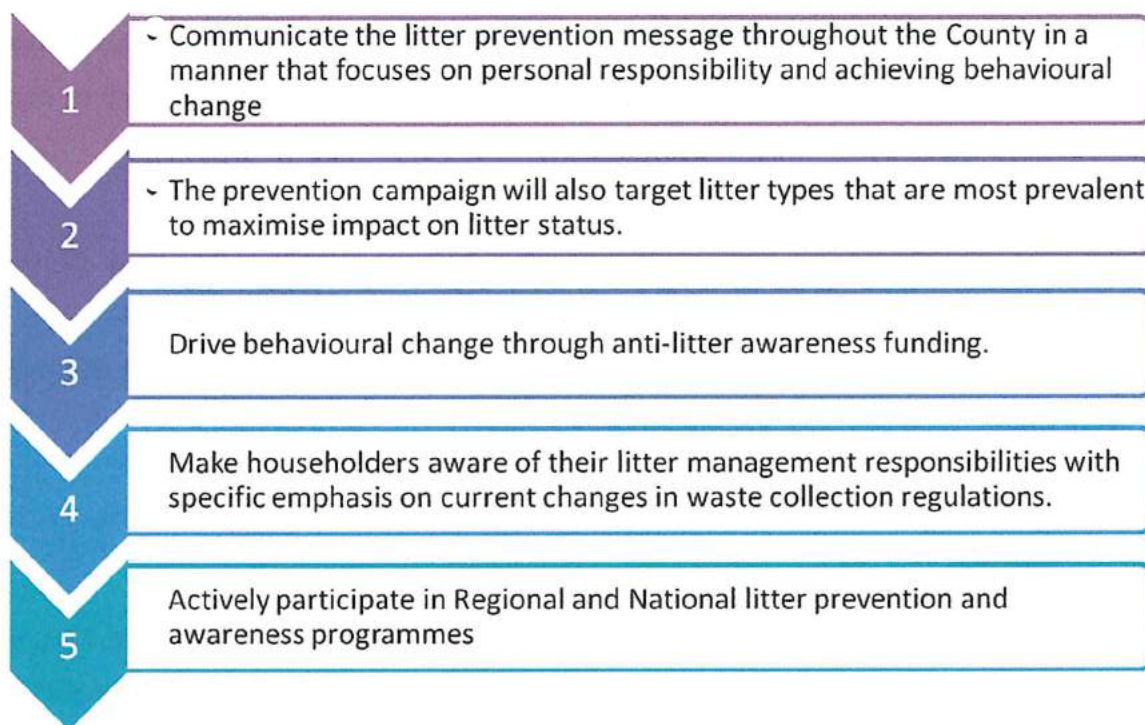 1
- Communicate the litter prevention message throughout the County in a
manner that focuses on personal responsibility and achieving behavioural
change
2
- The prevention campaign will also target litter types that are most prevalent
to maximise impact on litter status.
3
Drive behavioural change through anti-litter awareness funding.
4
Make householders aware of their litter management responsibilities with
specific emphasis on current changes in waste collection regulations.
5
Actively participate in Regional and National litter prevention and
awareness programmes